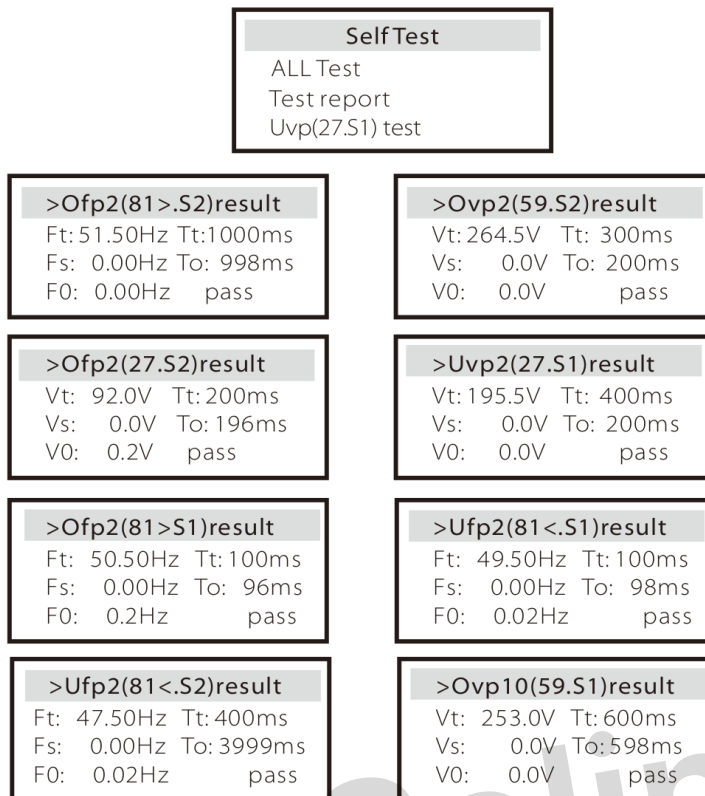 Self Test
ALL Test
Test report
Uvp(27.S1) test
>Ofp2(81>.S2)result
Ft: 51.50Hz Tt:1000ms
Fs: 0.00Hz To: 998ms
F0: 0.00Hz pass
>Ovp2(59.S2)result
Vt: 264.5V Tt: 300ms
Vs: 0.0V To: 200ms
V0: 0.0V pass
>Ofp2(27.S2)result
Vt: 92.0V Tt: 200ms
Vs: 0.0V To: 196ms
V0: 0.2V pass
>Uvp2(27.S1)result
Vt: 195.5V Tt: 400ms
Vs: 0.0V To: 200ms
V0: 0.0V pass
>Ofp2(81>S1)result
Ft: 50.50Hz Tt: 100ms
Fs: 0.00Hz To: 96ms
F0: 0.2Hz pass
>Ufp2(81<.S1)result
Ft: 49.50Hz Tt: 100ms
Fs: 0.00Hz To: 98ms
F0: 0.02Hz pass
>Ufp2(81<.S2)result
Ft: 47.50Hz Tt: 400ms
Fs: 0.00Hz To: 3999ms
F0: 0.02Hz pass
>Ovp10(59.S1)result
Vt: 253.0V Tt: 600ms
Vs: 0.0V To: 598ms
V0: 0.0V pass